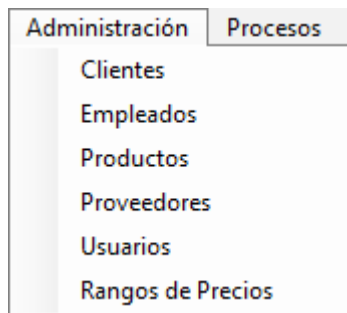 Administración Procesos
Clientes
Empleados
Productos
Proveedores
Usuarios
Rangos de Precios